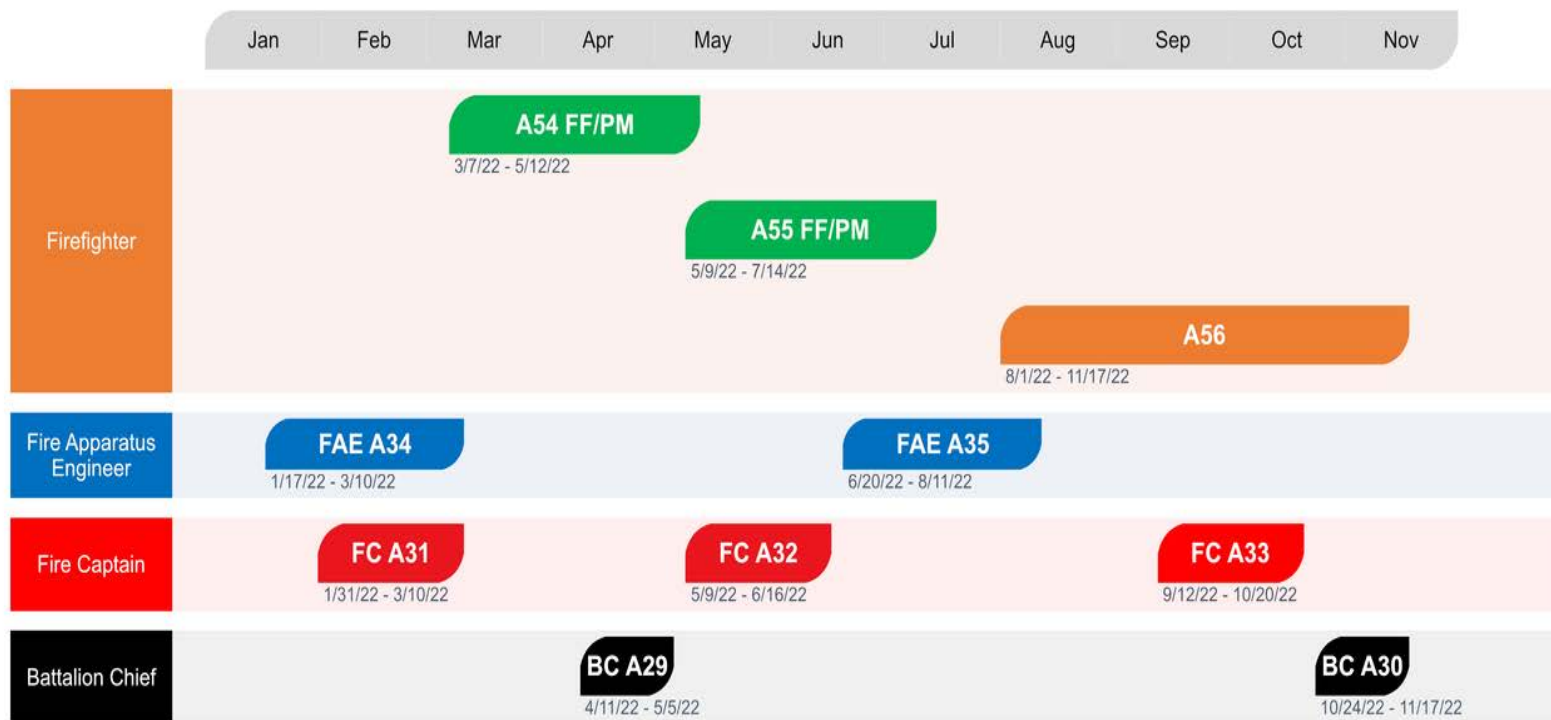 Jan Feb Mar Apr May Jun Jul Aug Sep Oct Nov
Firefighter
A54 FF/PM
3/7/22 - 5/12/22
A55 FF/PM
5/9/22 - 7/14/22
A56
8/1/22 - 11/17/22
Fire Apparatus
Engineer
FAE A34
1/17/22 - 3/10/22
FAE A35
6/20/22 - 8/11/22
Fire Captain
FC A31
1/31/22 - 3/10/22
FC A32
5/9/22 - 6/16/22
FC A33
9/12/22 - 10/20/22
Battalion Chief
BC A29
4/11/22 - 5/5/22
BC A30
10/24/22 - 11/17/22